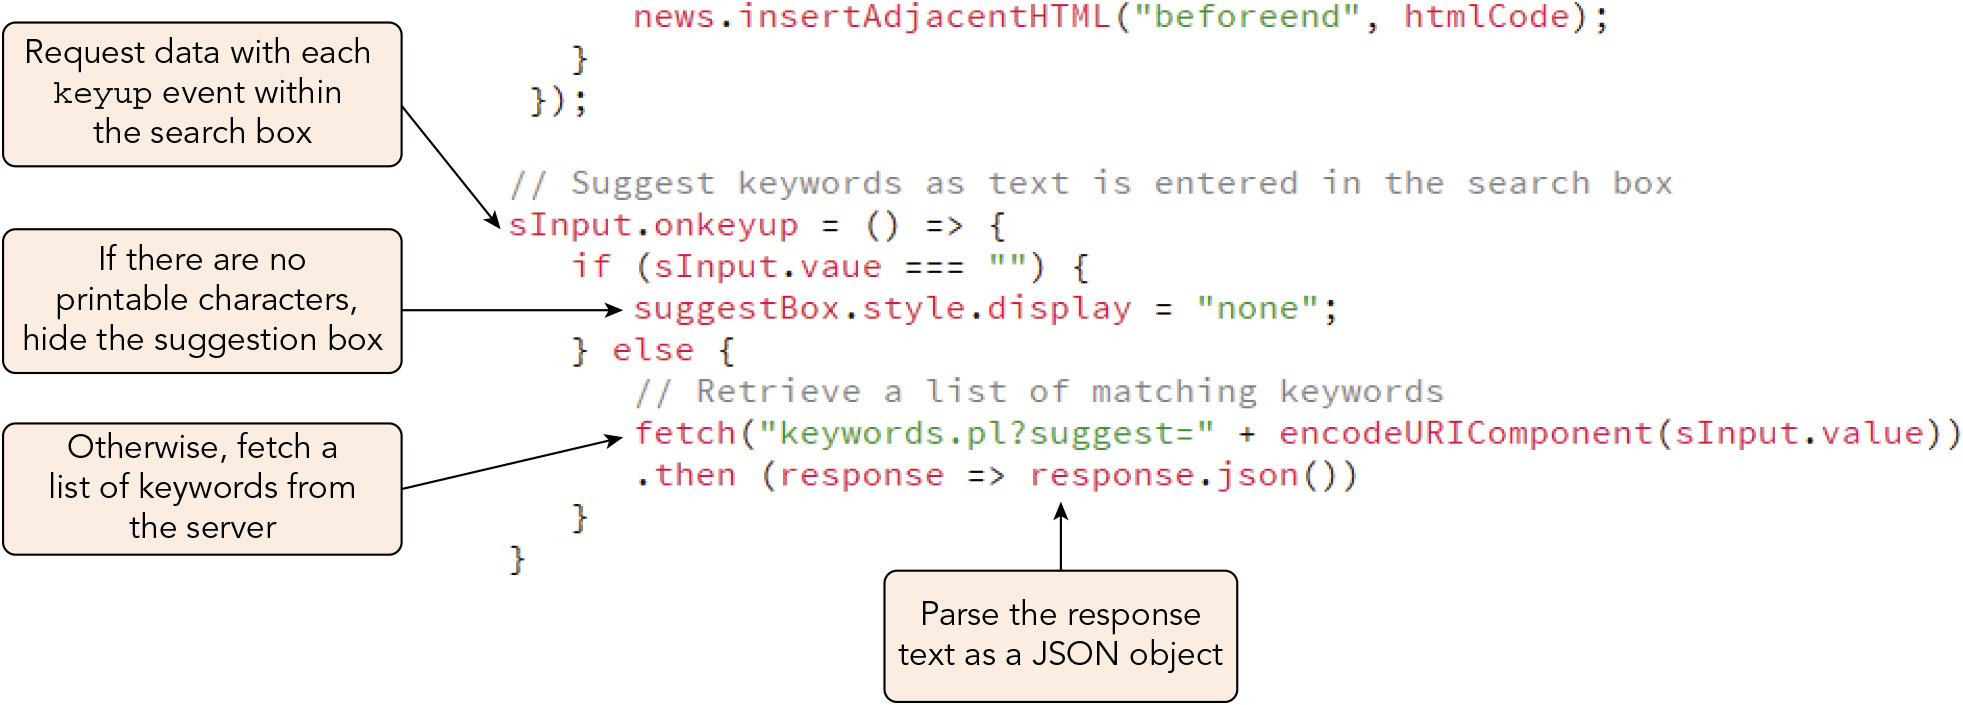 news.insertAdjacentHTML("beforeend", htmlCode);
}
});
Request data with each
keyup event within
the search box
// Suggest keywords as text is entered in the search box
sInput.onkeyup = () => {
if (sInput.vaue === "") {
suggestBox.style.display = "none";
} else {
// Retrieve a list of matching keywords
fetch("keywords.pl?suggest=" + encodeURIComponent(sInput.value))
.then (response => response.json())
}
}
If there are no
printable characters,
hide the suggestion box
Otherwise, fetch a
list of keywords from
the server
Parse the response
text as a JSON object